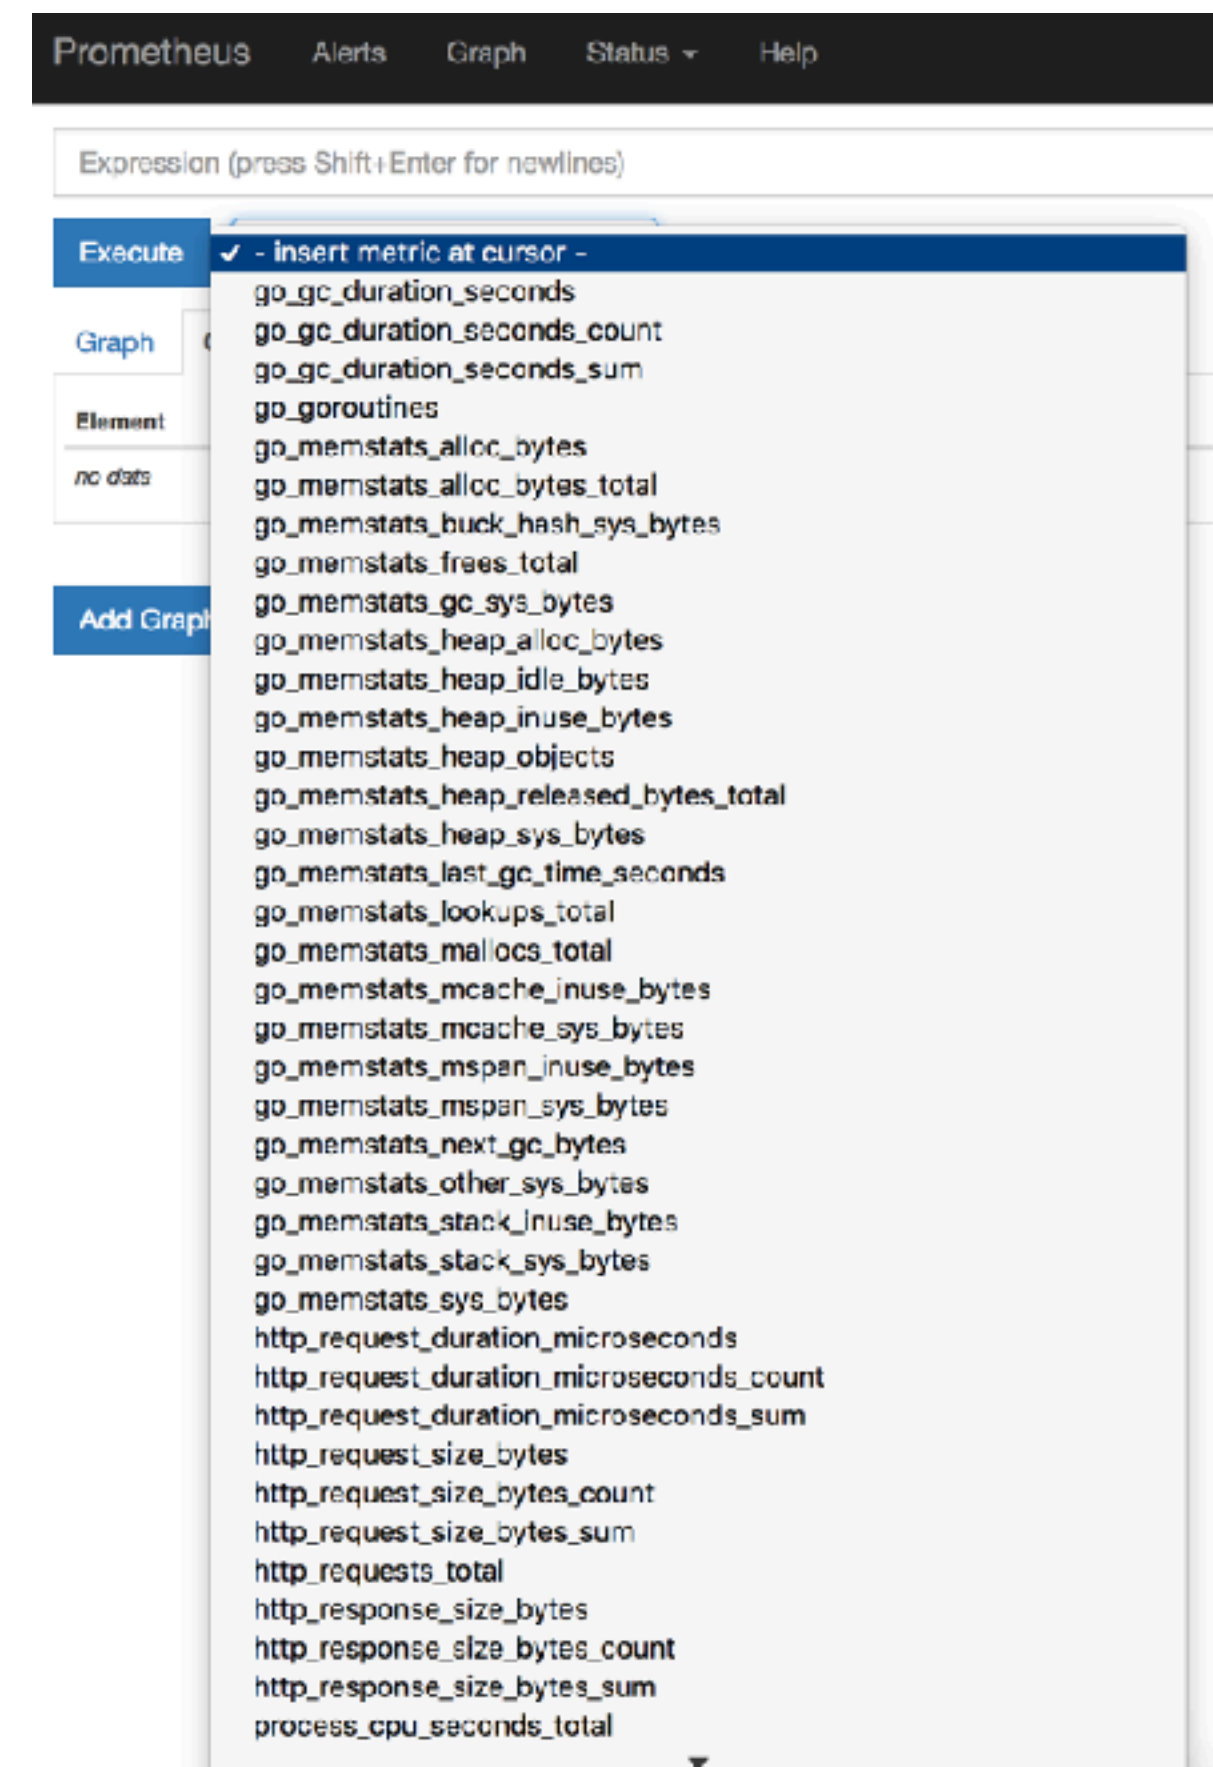 Prometheus Alerts Graph Status Help
Expression (press Shift+Enter for newlines)
Execute
✓ - insert metric at cursor -
go_gc_duration_seconds
go_gc_duration_seconds_count
Graph
go_gc_duration_seconds_sum
go_goroutines
Element
go_memstats_alloc_bytes
no data
go_memstats_alloc_bytes_total
go_memstats_buck_hash_sys_bytes
go_memstats_frees_total
go_memstats_gc_sys_bytes
Add Graph
go_memstats_heap_alloc_bytes
go_memstats_heap_idle_bytes
go_memstats_heap_inuse_bytes
go_memstats_heap_objects
go_memstats_heap_released_bytes_total
go_memstats_heap_sys_bytes
go_memstats_last_gc_time_seconds
go_memstats_lookups_total
go_memstats_mallocs_total
go_memstats_mcache_inuse_bytes
go_memstats_mcache_sys_bytes
go_memstats_mspan_inuse_bytes
go_memstats_mspan_sys_bytes
go_memstats_next_gc_bytes
go_memstats_other_sys_bytes
go_memstats_stack_inuse_bytes
go_memstats_stack_sys_bytes
go_memstats_sys_bytes
http_request_duration_microseconds
http_request_duration_microseconds_count
http_request_duration_microseconds_sum
http_request_size_bytes
http_request_size_bytes_count
http_request_size_bytes_sum
http_requests_total
http_response_size_bytes
http_response_size_bytes_count
http_response_size_bytes_sum
process_cpu_seconds_total